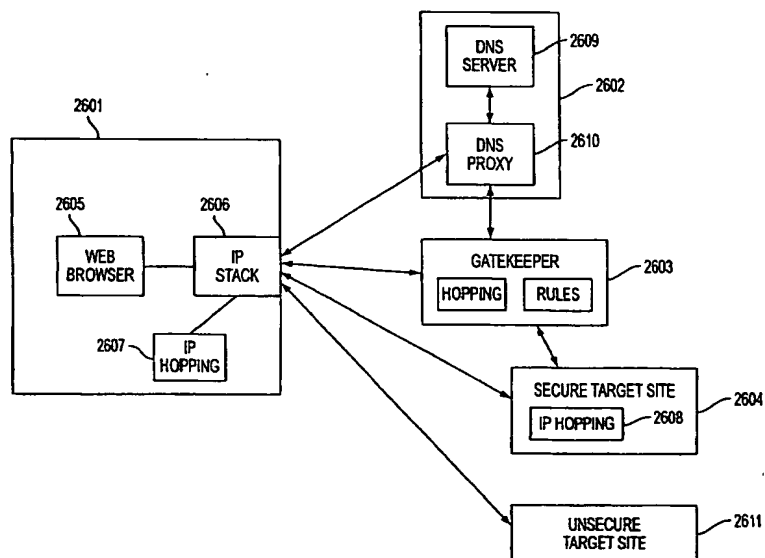 DNS
SERVER
2609
2602
2601
DNS
PROXY
2610
2605
2606
WEB
BROWSER
IP
STACK
GATEKEEPER
HOPPING
RULES
2603
2607
IP
HOPPING
SECURE TARGET SITE
IP HOPPING
2608
2604
UNSECURE
TARGET SITE
2611